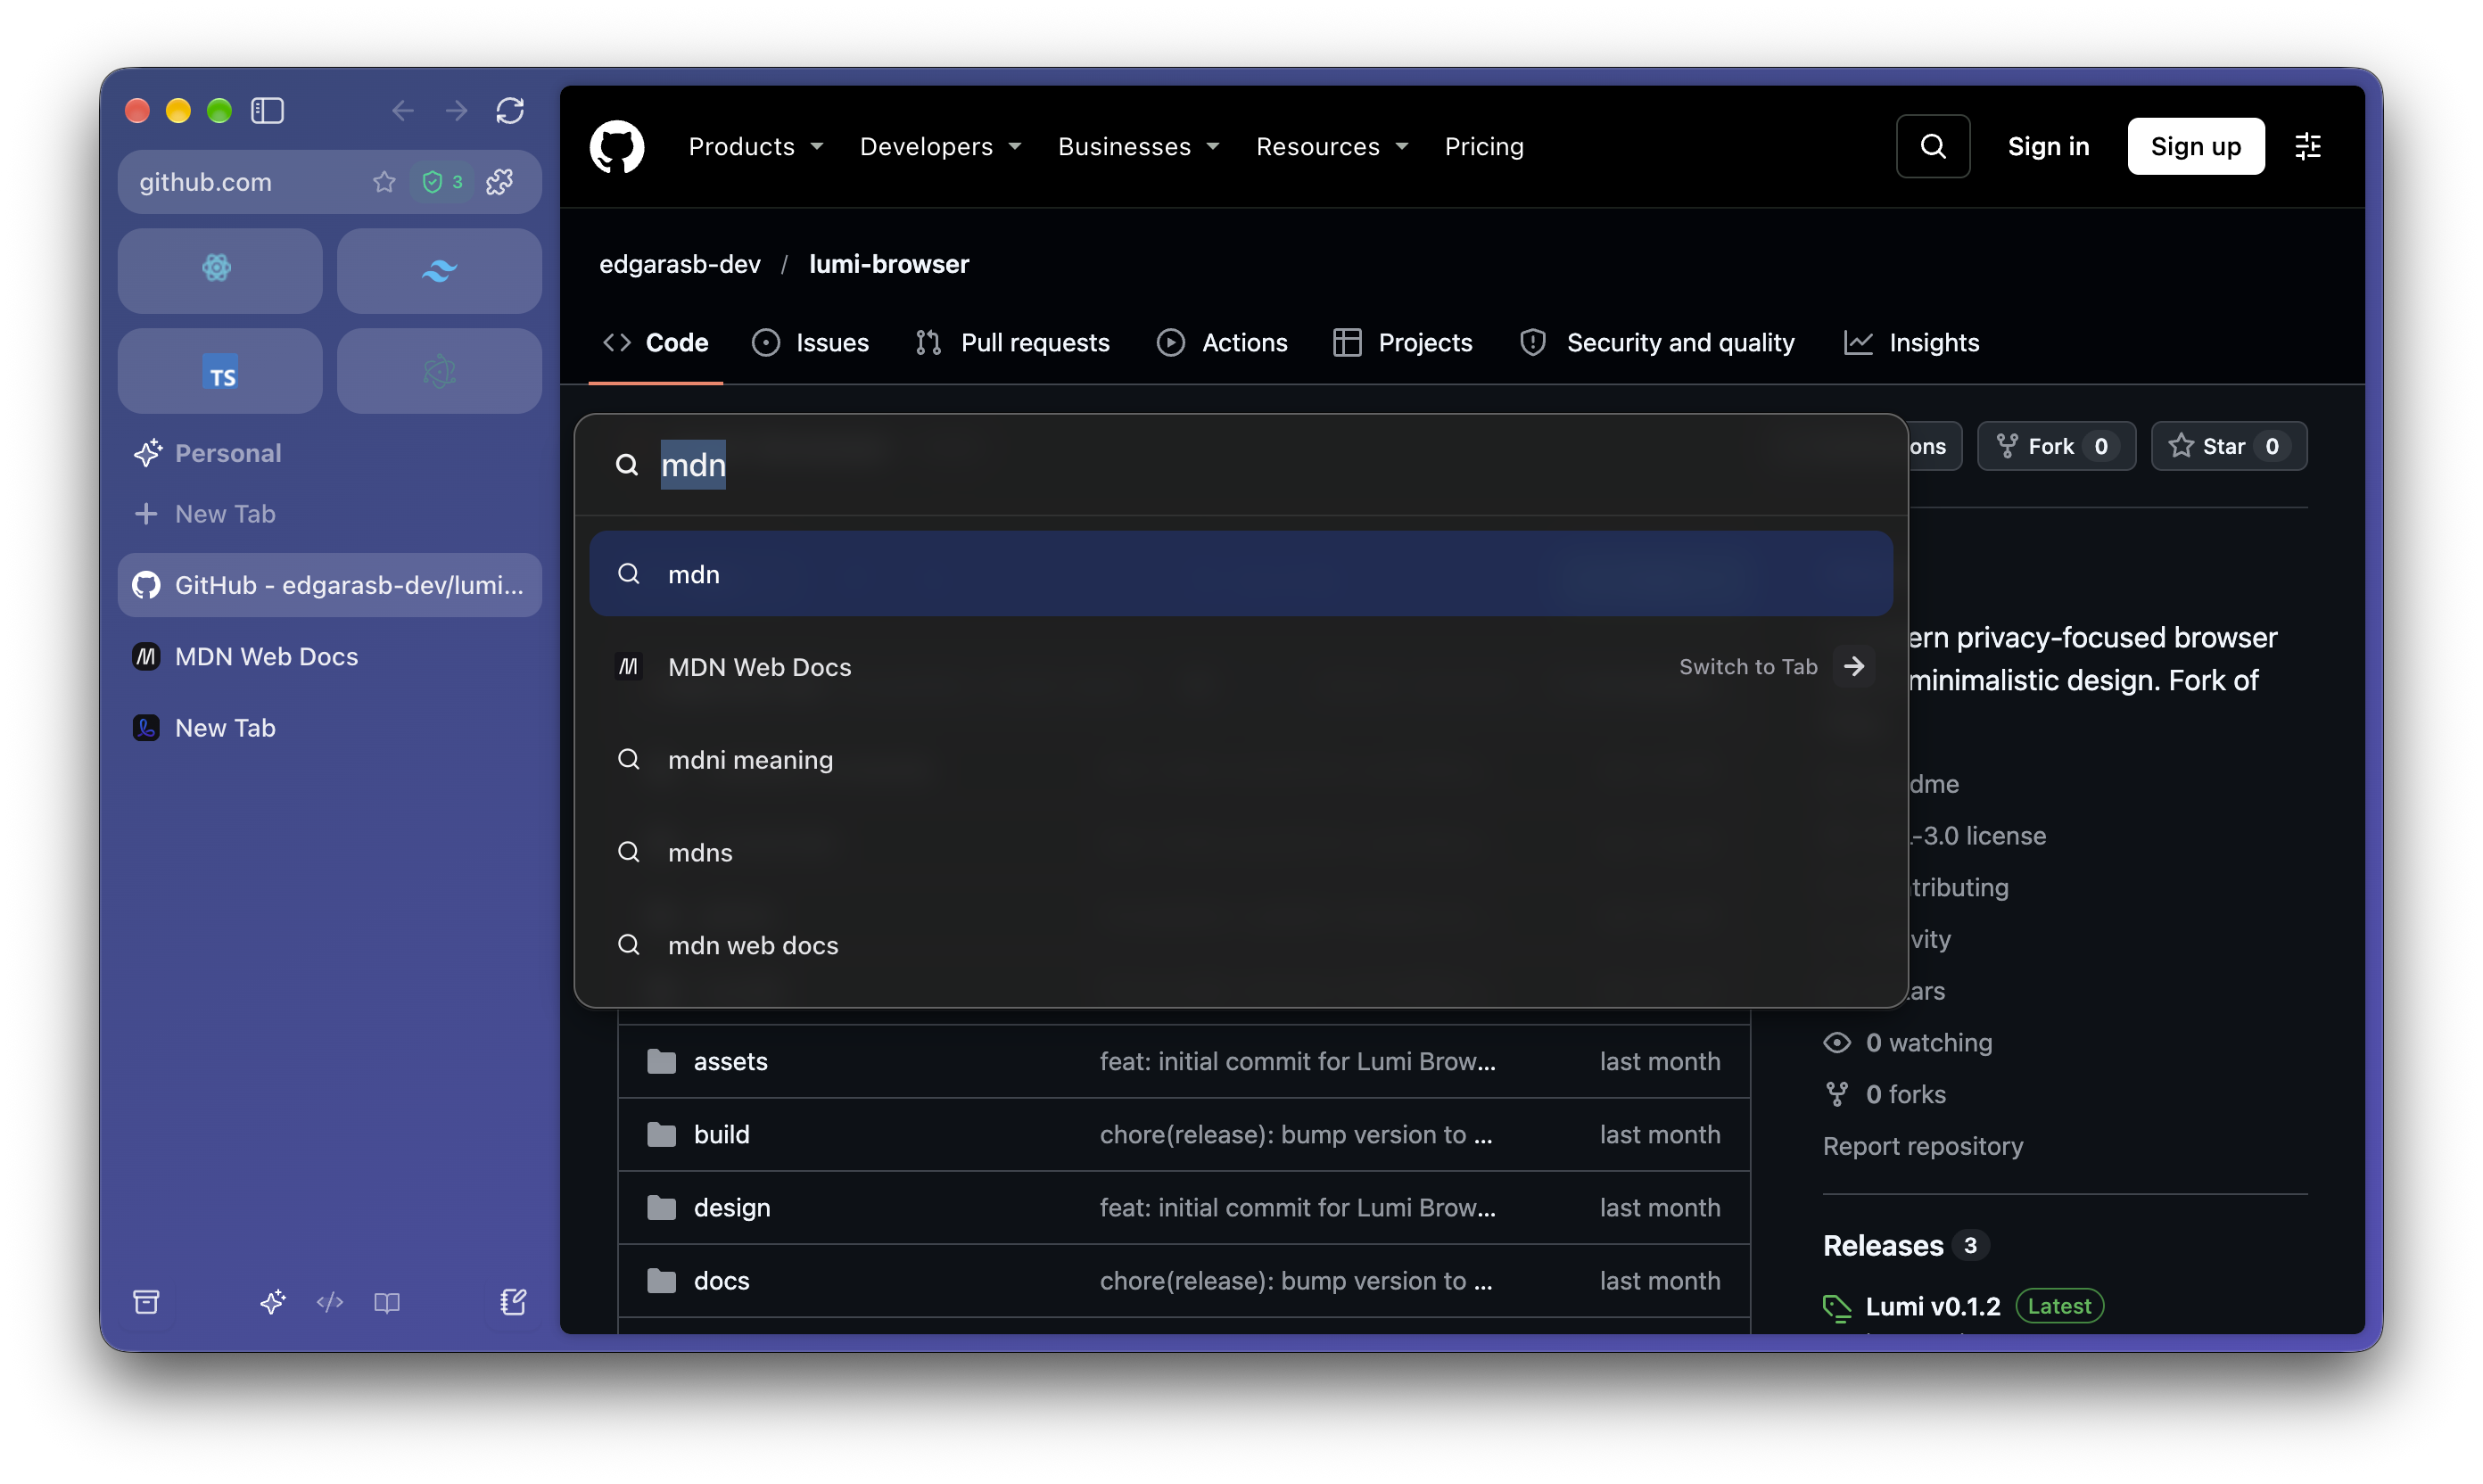 github.com
3
TS
Personal
New Tab
GitHub - edgarasb-dev/lumi...
MDN Web Docs
New Tab
Products
Developers
Businesses
Resources
Pricing
Sign in
Sign up
edgarasb-dev / lumi-browser
Code
Issues
Pull requests
Actions
Projects
Security and quality
Insights
Fork 0
Star 0
mdn
mdn
MDN Web Docs
Switch to Tab
mdni meaning
mdns
mdn web docs
privacy-focused browser
minimalistic design. Fork of
-3.0 license
0 watching
0 forks
Report repository
assets
feat: initial commit for Lumi Brow...
last month
build
chore(release): bump version to ...
last month
design
feat: initial commit for Lumi Brow...
last month
docs
chore(release): bump version to ...
last month
Releases 3
Lumi v0.1.2
Latest